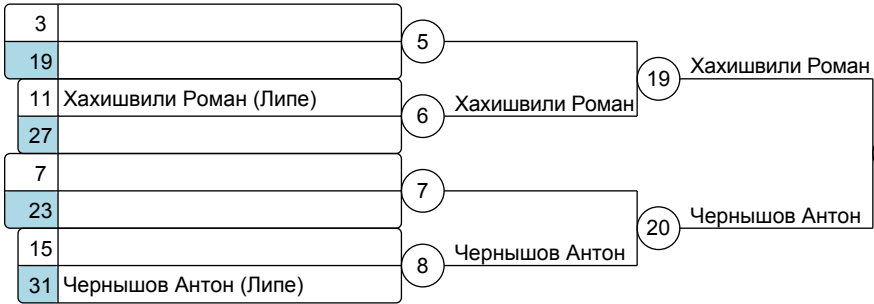 3
19
5
11 Хахишвили Роман (Липе)
27
6
Хахишвили Роман
19
Хахишвили Роман
7
23
7
15
31 Чернышов Антон (Липе)
8
Чернышов Антон
20
Чернышов Антон